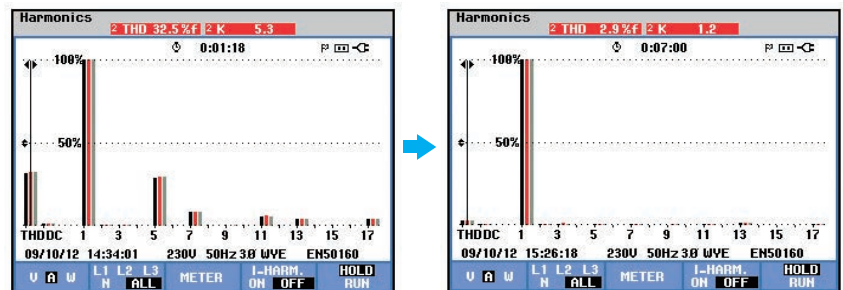 Harmonics
2 THD 32.5%f 2 K 5.3
0:01:18
100%
50%
THDDC 1 3 5 7 9 11 13 15 17
09/10/12 14:34:01 230V 50Hz 3Ø WYE EN50160
V A W L1 L2 L3 N ALL METER I-HARM. ON OFF HOLD RUN
Harmonics
2 THD 2.9%f 2 K 1.2
0:07:00
100%
50%
THDDC 1 3 5 7 9 11 13 15 17
09/10/12 15:26:18 230V 50Hz 3Ø WYE EN50160
V A W L1 L2 L3 N ALL METER I-HARM. ON OFF HOLD RUN